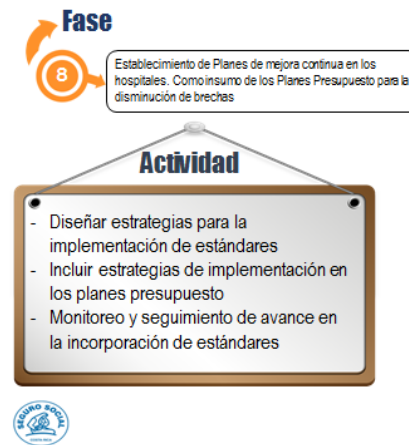 Fase
8
Establecimiento de Planes de mejora continua en los
hospitales. Como insumo de los Planes Presupuesto para la
disminución de brechas
Actividad
- Diseñar estrategias para la
implementación de estándares
- Incluir estrategias de implementación en
los planes presupuesto
- Monitoreo y seguimiento de avance en
la incorporación de estándares
SEGURO SOCIAL